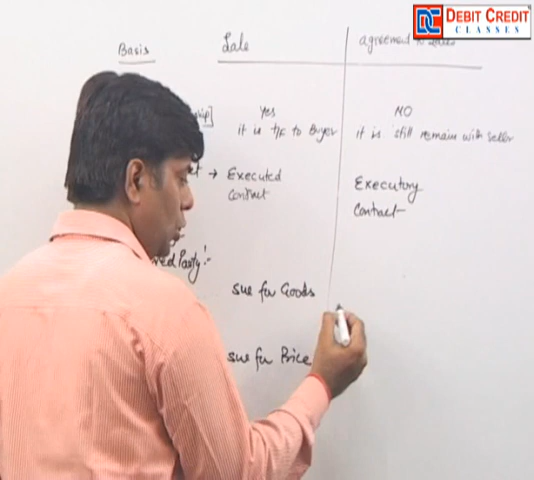 DEBIT CREDIT
CLASSES
Basis Sale agreement to Sales
Yes NO
it is t/f to Buyer it is still remain with seller
→ Executed Executory
Contract Contract
Party :-
sue for Goods
sue for Price